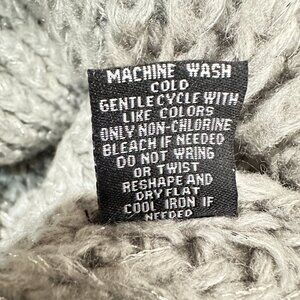 MACHINE WASH
COLD
GENTLE CYCLE WITH
LIKE COLORS
ONLY NON-CHLORINE
BLEACH IF NEEDED
DO NOT WRING
OR TWIST
RESHAPE AND
DRY FLAT
COOL IRON IF
NEEDED